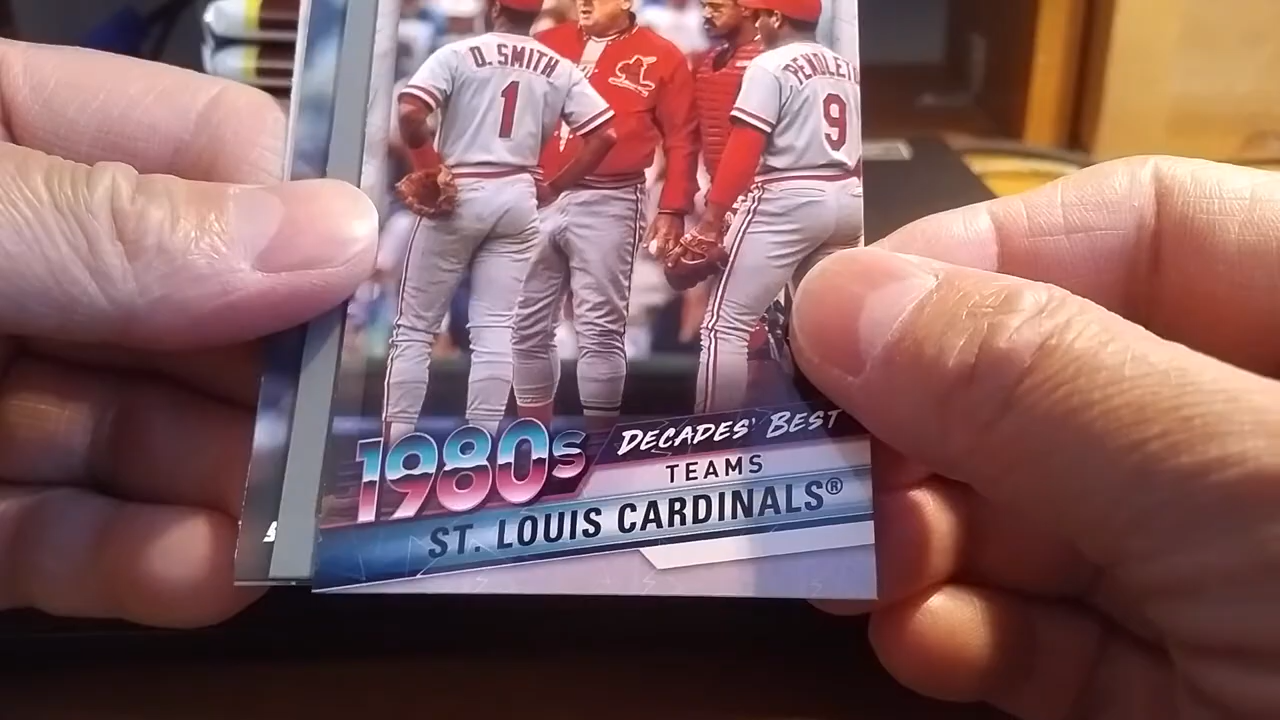 O. SMITH
1
PENDLET
9
1980s
DECADES' BEST
TEAMS
ST. LOUIS CARDINALS®